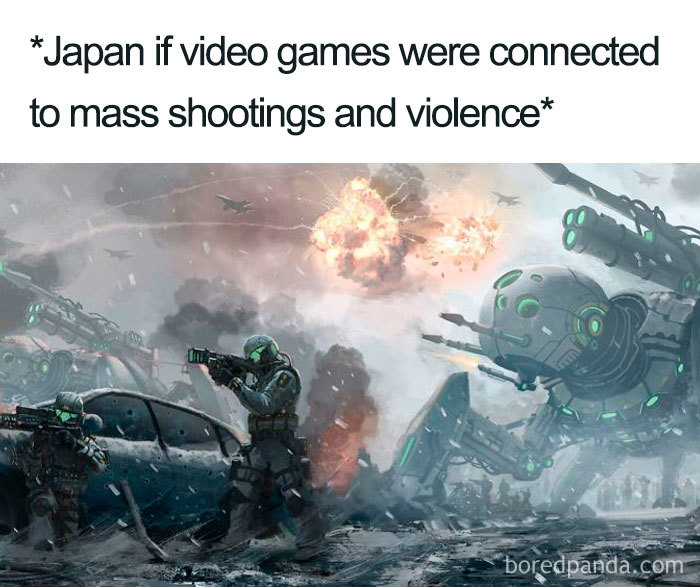 *Japan if video games were connected
to mass shootings and violence*
boredpanda.com